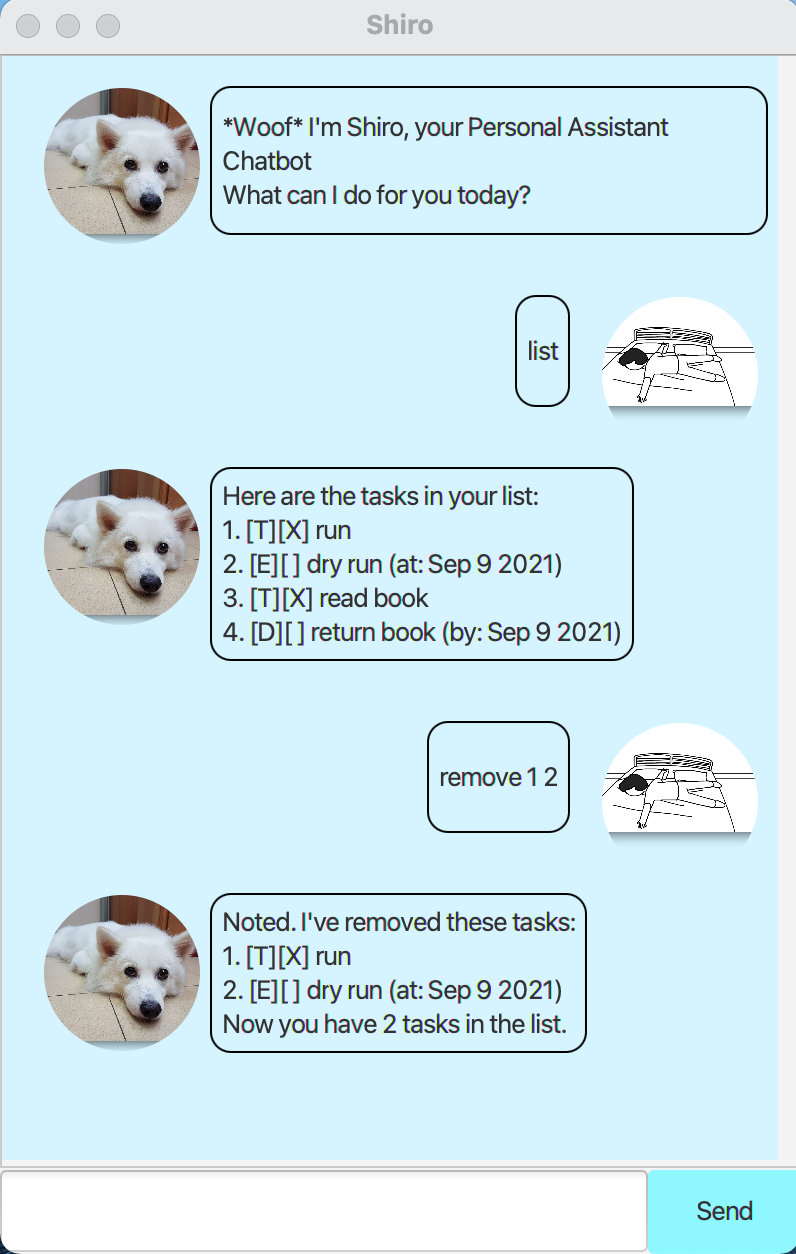 Shiro
*Woof* I'm Shiro, your Personal Assistant
Chatbot
What can I do for you today?
list
Here are the tasks in your list:
1. [T][X] run
2. [E][ ] dry run (at: Sep 9 2021)
3. [T][X] read book
4. [D][ ] return book (by: Sep 9 2021)
remove 1 2
Noted. I've removed these tasks:
1. [T][X] run
2. [E][ ] dry run (at: Sep 9 2021)
Now you have 2 tasks in the list.
Send